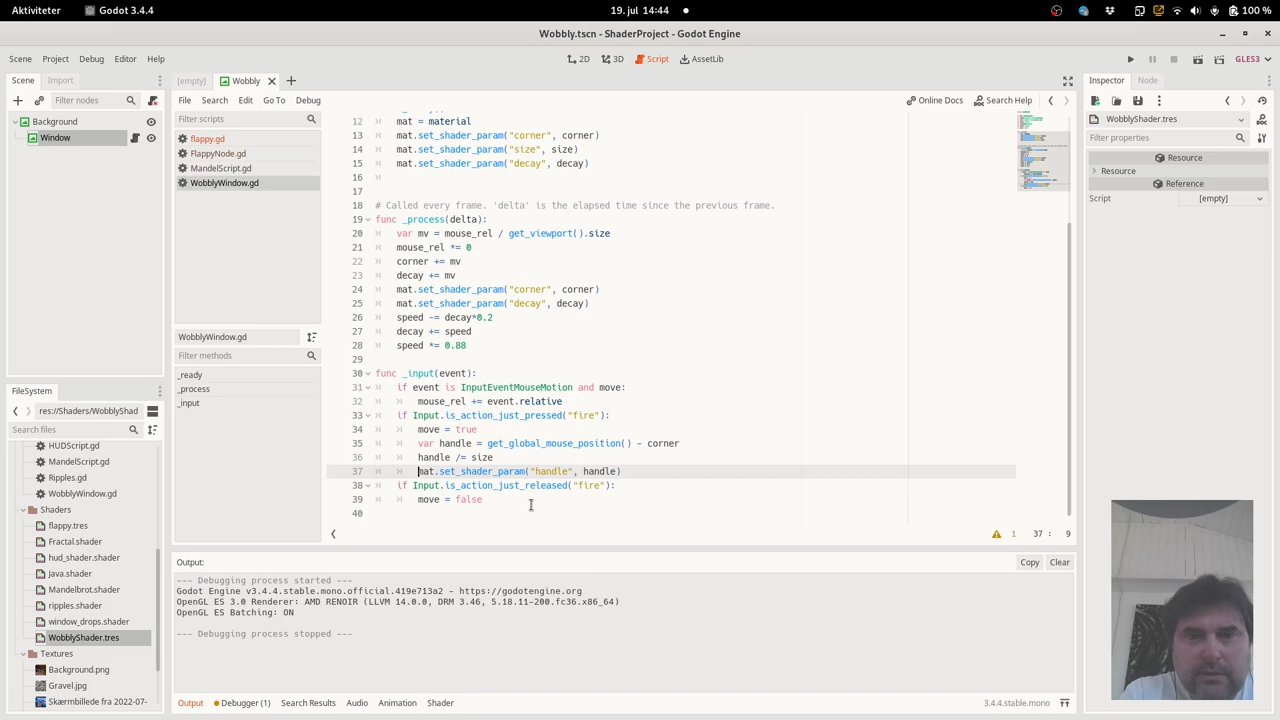 Aktiviteter
Godot 3.4.4
19. jul 14:44
100 %
Wobbly.tscn - ShaderProject - Godot Engine
Scene
Project
Debug
Editor
Help
2D
3D
Script
AssetLib
GLES3
Scene
Import
Filter nodes
Background
Window
[empty]
Wobbly
File
Search
Edit
Go To
Debug
Online Docs
Search Help
Filter scripts
flappy.gd
FlappyNode.gd
MandelScript.gd
WobblyWindow.gd
WobblyWindow.gd
Filter methods
_ready
_process
_input
12 mat = material
13 mat.set_shader_param("corner", corner)
14 mat.set_shader_param("size", size)
15 mat.set_shader_param("decay", decay)
16
17
18 # Called every frame. 'delta' is the elapsed time since the previous frame.
19 func _process(delta):
20 var mv = mouse_rel / get_viewport().size
21 mouse_rel *= 0
22 corner += mv
23 decay += mv
24 mat.set_shader_param("corner", corner)
25 mat.set_shader_param("decay", decay)
26 speed -= decay*0.2
27 decay += speed
28 speed *= 0.88
29
30 func _input(event):
31 if event is InputEventMouseMotion and move:
32 mouse_rel += event.relative
33 if Input.is_action_just_pressed("fire"):
34 move = true
35 var handle = get_global_mouse_position() - corner
36 handle /= size
37 mat.set_shader_param("handle", handle)
38 if Input.is_action_just_released("fire"):
39 move = false
40
1
37 : 9
FileSystem
res://Shaders/WobblyShad
Search files
HUDScript.gd
MandelScript.gd
Ripples.gd
WobblyWindow.gd
Shaders
flappy.tres
Fractal.shader
hud_shader.shader
Java.shader
Mandelbrot.shader
ripples.shader
window_drops.shader
WobblyShader.tres
Textures
Background.png
Gravel.jpg
Skærmbillede fra 2022-07-
Output:
Copy
Clear
--- Debugging process started ---
Godot Engine v3.4.4.stable.mono.official.419e713a2 - https://godotengine.org
OpenGL ES 3.0 Renderer: AMD RENOIR (LLVM 14.0.0, DRM 3.46, 5.18.11-200.fc36.x86_64)
OpenGL ES Batching: ON
--- Debugging process stopped ---
Output
Debugger (1)
Search Results
Audio
Animation
Shader
3.4.4.stable.mono
Inspector
Node
WobblyShader.tres
Filter properties
Resource
Resource
Reference
Script
[empty]